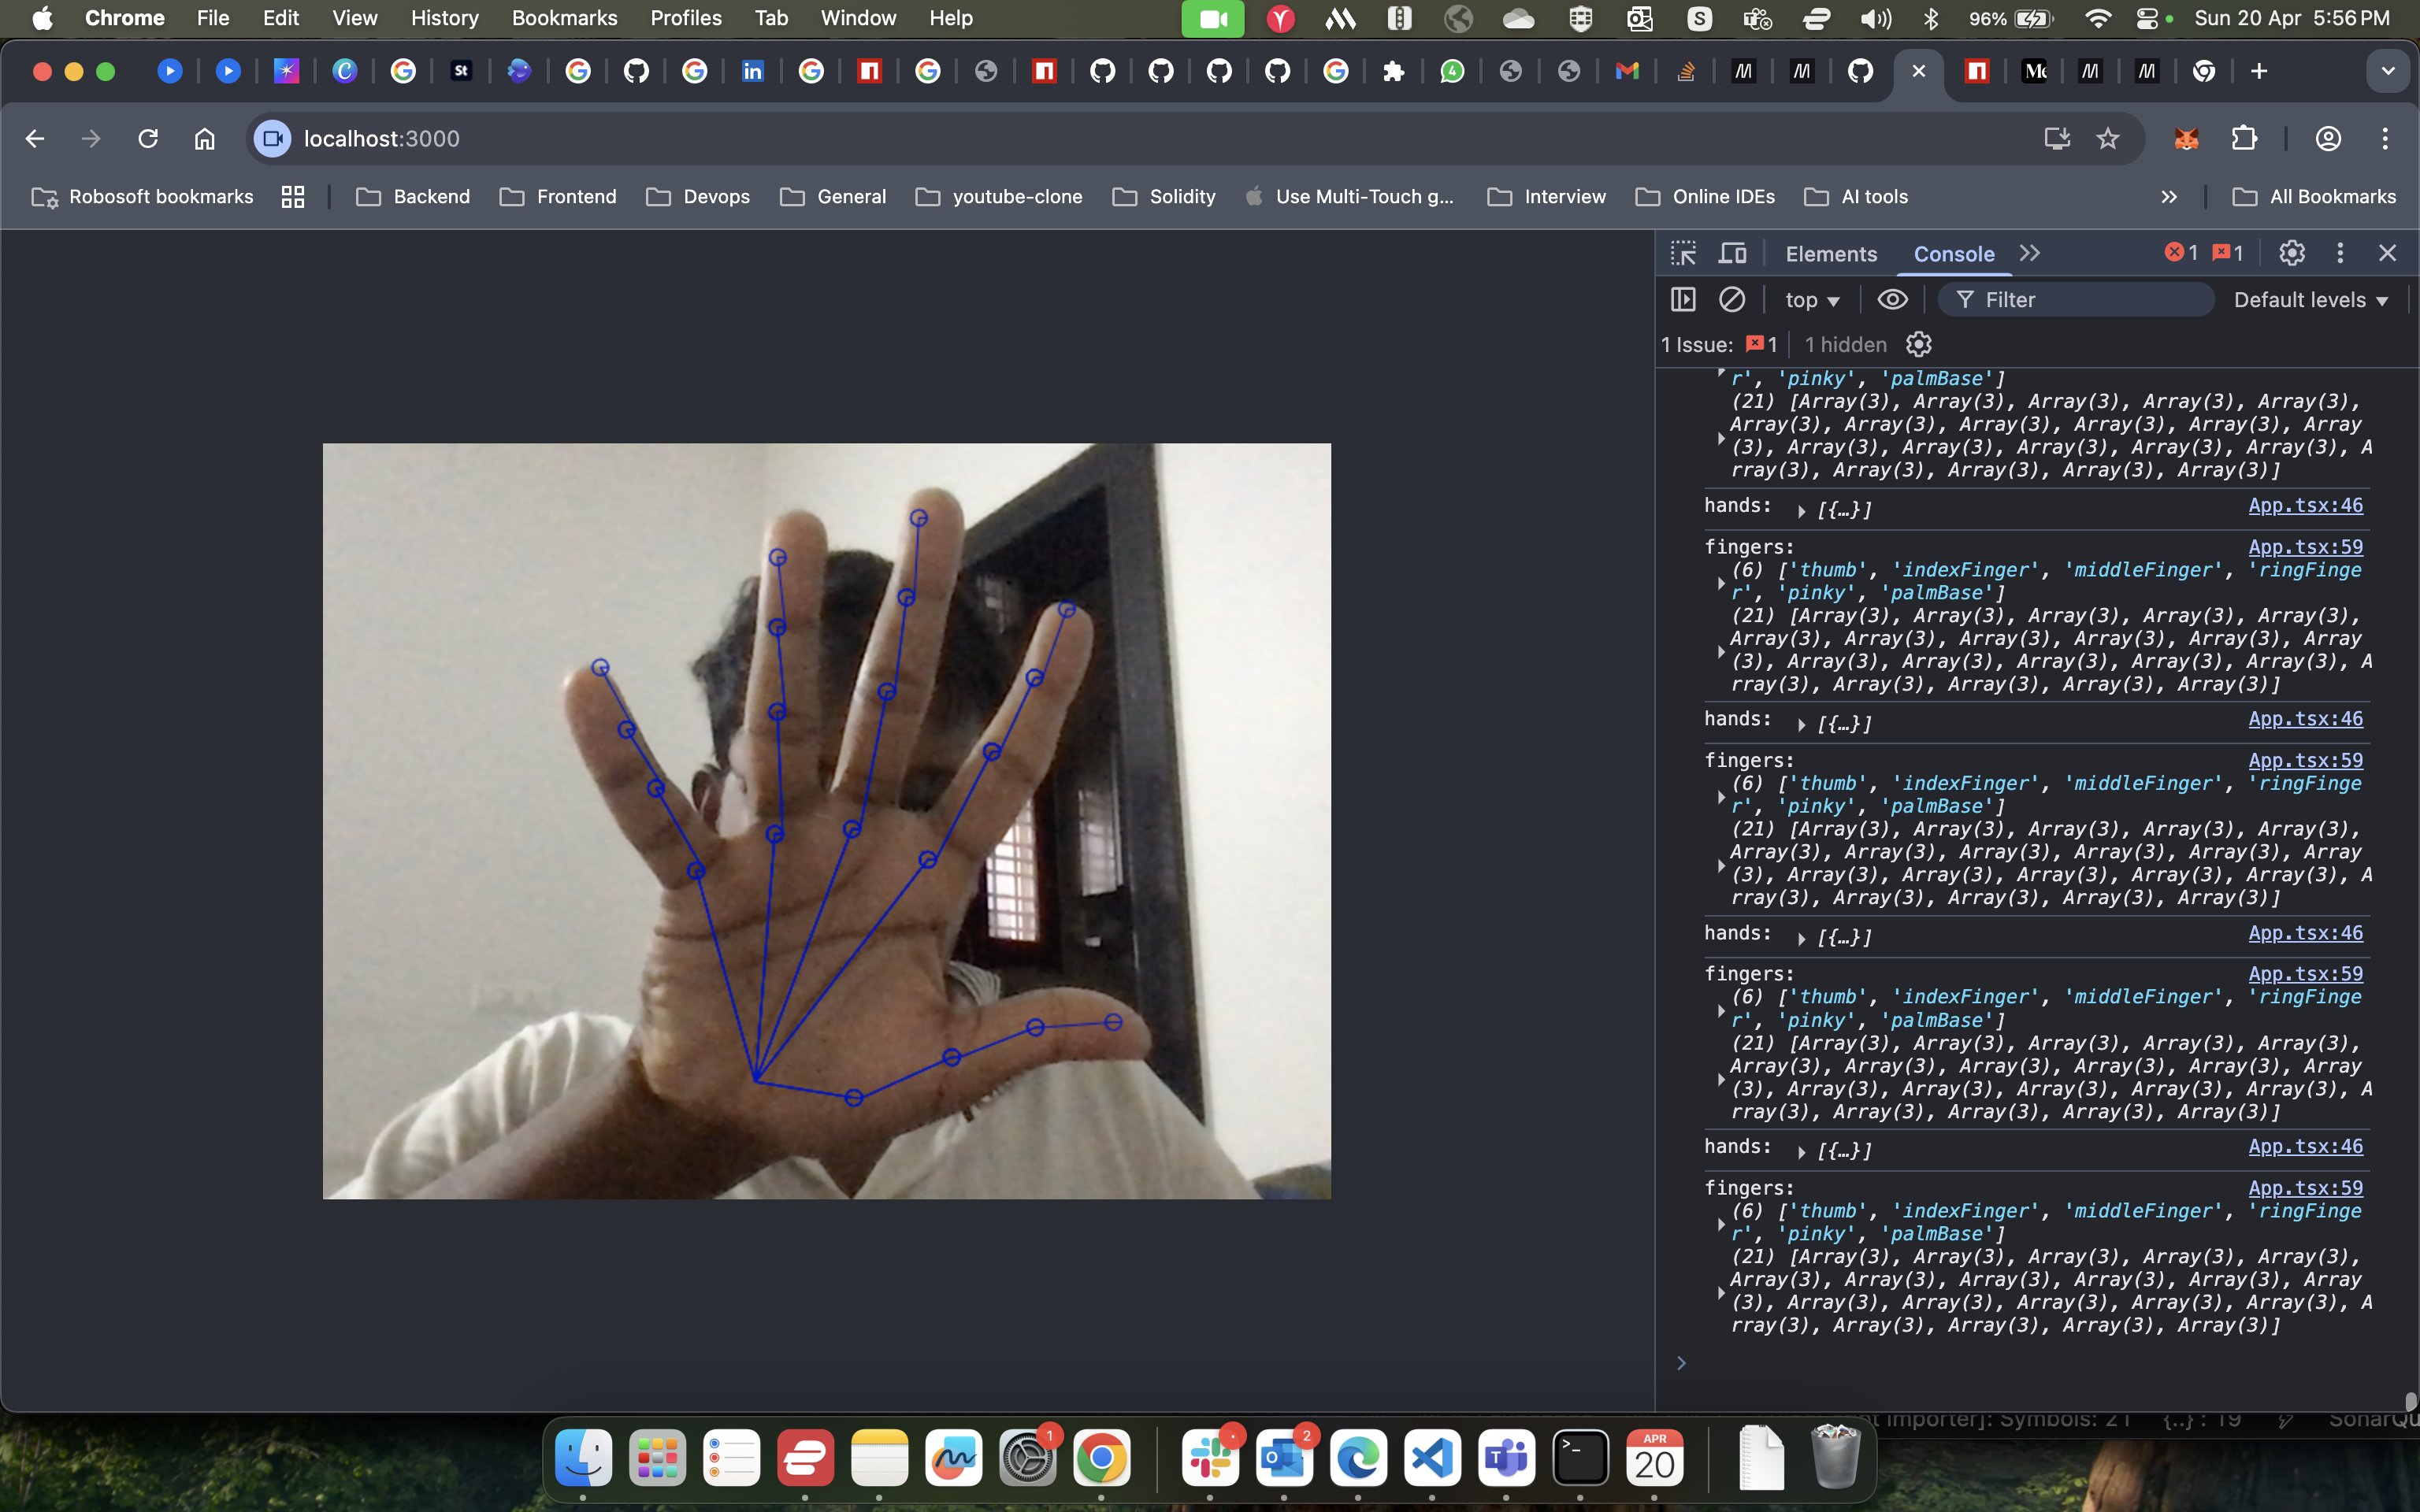 Chrome File Edit View History Bookmarks Profiles Tab Window Help 96% Sun 20 Apr 5:56 PM
localhost:3000
Robosoft bookmarks Backend Frontend Devops General youtube-clone Solidity Use Multi-Touch g... Interview Online IDEs AI tools » All Bookmarks
Elements Console 1 1
top Filter Default levels
1 Issue: 1 1 hidden
r', 'pinky', 'palmBase']
(21) [Array(3), Array(3), Array(3), Array(3), Array(3),
Array(3), Array(3), Array(3), Array(3), Array(3), Array
(3), Array(3), Array(3), Array(3), Array(3), Array(3), A
rray(3), Array(3), Array(3), Array(3), Array(3)]
hands: [{…}] App.tsx:46
fingers: App.tsx:59
(6) ['thumb', 'indexFinger', 'middleFinger', 'ringFinge
r', 'pinky', 'palmBase']
(21) [Array(3), Array(3), Array(3), Array(3), Array(3),
Array(3), Array(3), Array(3), Array(3), Array(3), Array
(3), Array(3), Array(3), Array(3), Array(3), Array(3), A
rray(3), Array(3), Array(3), Array(3), Array(3)]
hands: [{…}] App.tsx:46
fingers: App.tsx:59
(6) ['thumb', 'indexFinger', 'middleFinger', 'ringFinge
r', 'pinky', 'palmBase']
(21) [Array(3), Array(3), Array(3), Array(3), Array(3),
Array(3), Array(3), Array(3), Array(3), Array(3), Array
(3), Array(3), Array(3), Array(3), Array(3), Array(3), A
rray(3), Array(3), Array(3), Array(3), Array(3)]
hands: [{…}] App.tsx:46
fingers: App.tsx:59
(6) ['thumb', 'indexFinger', 'middleFinger', 'ringFinge
r', 'pinky', 'palmBase']
(21) [Array(3), Array(3), Array(3), Array(3), Array(3),
Array(3), Array(3), Array(3), Array(3), Array(3), Array
(3), Array(3), Array(3), Array(3), Array(3), Array(3), A
rray(3), Array(3), Array(3), Array(3), Array(3)]
hands: [{…}] App.tsx:46
fingers: App.tsx:59
(6) ['thumb', 'indexFinger', 'middleFinger', 'ringFinge
r', 'pinky', 'palmBase']
(21) [Array(3), Array(3), Array(3), Array(3), Array(3),
Array(3), Array(3), Array(3), Array(3), Array(3), Array
(3), Array(3), Array(3), Array(3), Array(3), Array(3), A
rray(3), Array(3), Array(3), Array(3), Array(3)]
Symbols: 21 {..} : 19 SonarQu
1 2 APR
20